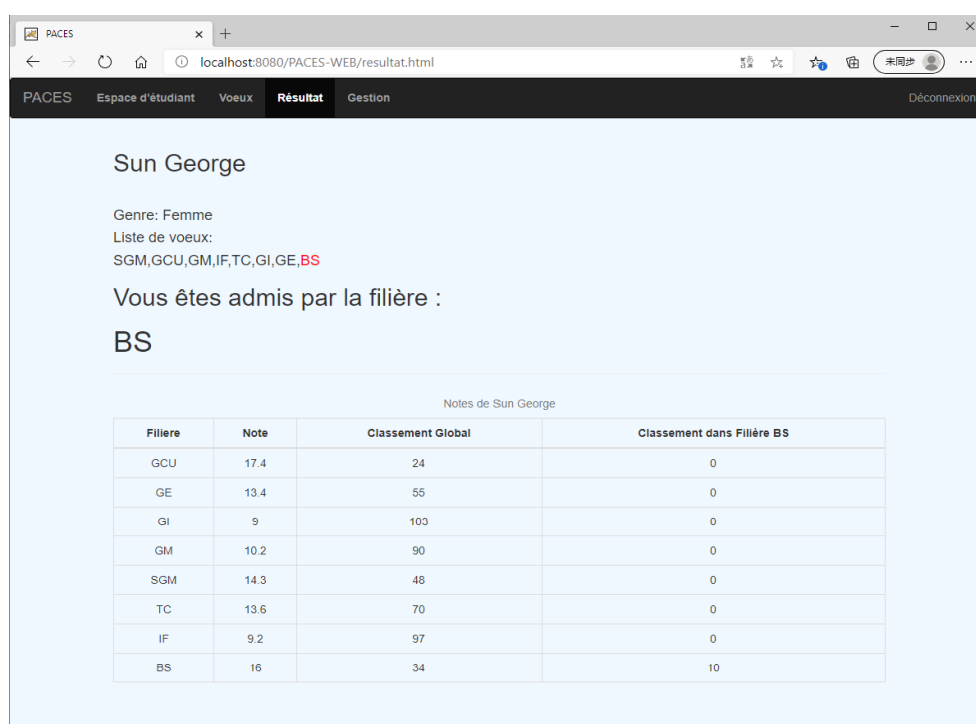 PACES
localhost:8080/PACES-WEB/resultat.html
未同步
PACES Espace d'étudiant Voeux Résultat Gestion Déconnexion
Sun George
Genre: Femme
Liste de voeux:
SGM,GCU,GM,IF,TC,GI,GE,BS
Vous êtes admis par la filière :
BS
Notes de Sun George
Filiere Note Classement Global Classement dans Filière BS
GCU 17.4 24 0
GE 13.4 55 0
GI 9 103 0
GM 10.2 90 0
SGM 14.3 48 0
TC 13.6 70 0
IF 9.2 97 0
BS 16 34 10